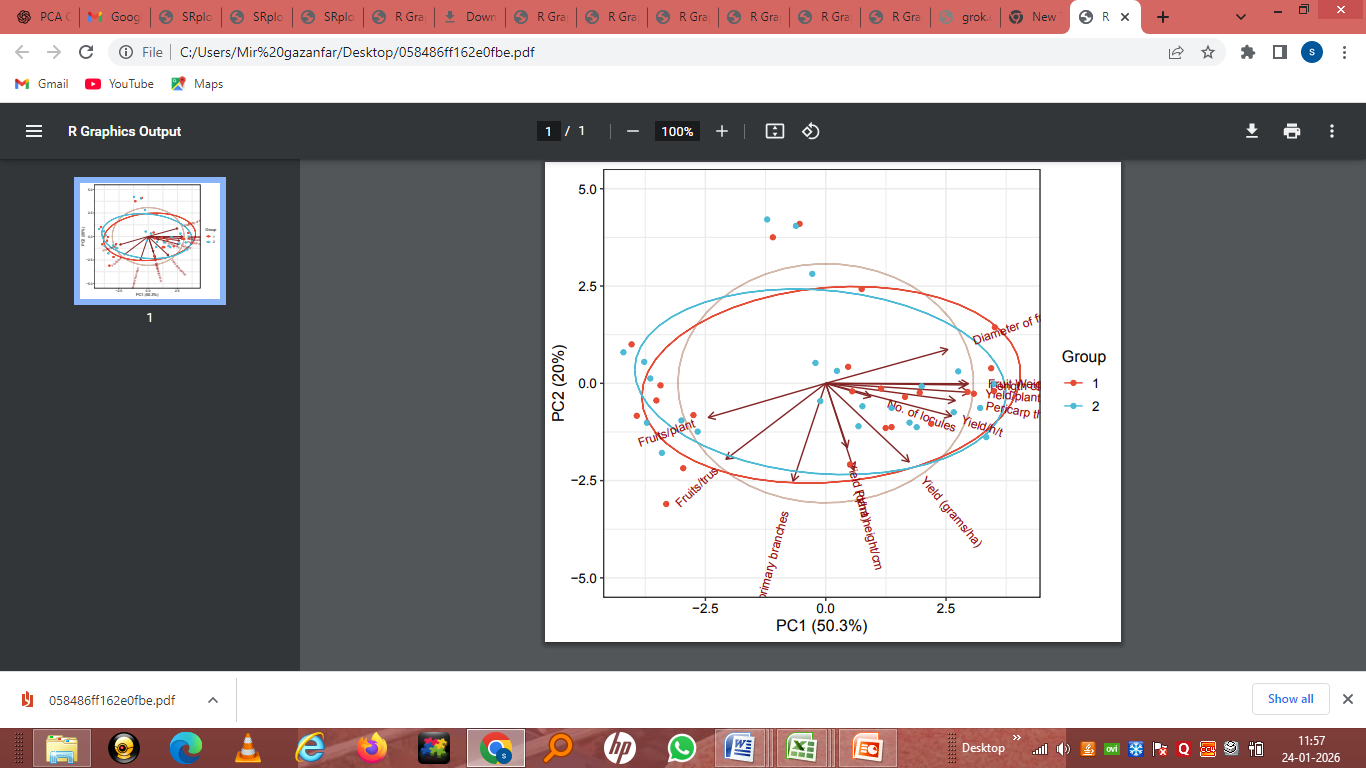 PCA C
Goog
SRplo
SRplo
SRplo
R Gra
Down
R Gra
R Gra
R Gra
R Gra
R Gra
R Gra
grok.
New
R
File
C:/Users/Mir%20gazanfar/Desktop/058486ff162e0fbe.pdf
S
Gmail
YouTube
Maps
R Graphics Output
1 / 1
100%
1
5.0
2.5
0.0
−2.5
−5.0
PC2 (20%)
Diameter of f
Yield/plant
Pericarp th
No. of locules
Yield/h/t
Fruits/plant
Fruits/trus
primary branches
height/cm
Yield (grams/ha)
−2.5
0.0
2.5
PC1 (50.3%)
Group
1
2
058486ff162e0fbe.pdf
Show all
Desktop
11:57
24-01-2026